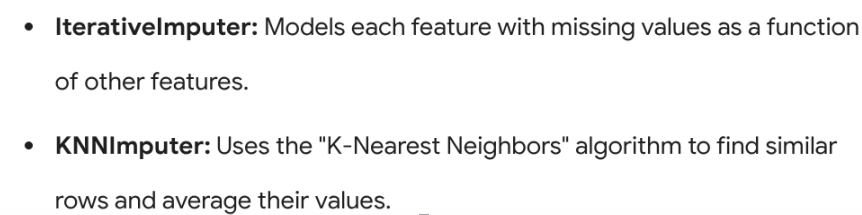 • IterativeImputer: Models each feature with missing values as a function
of other features.
• KNNImputer: Uses the "K-Nearest Neighbors" algorithm to find similar
rows and average their values.